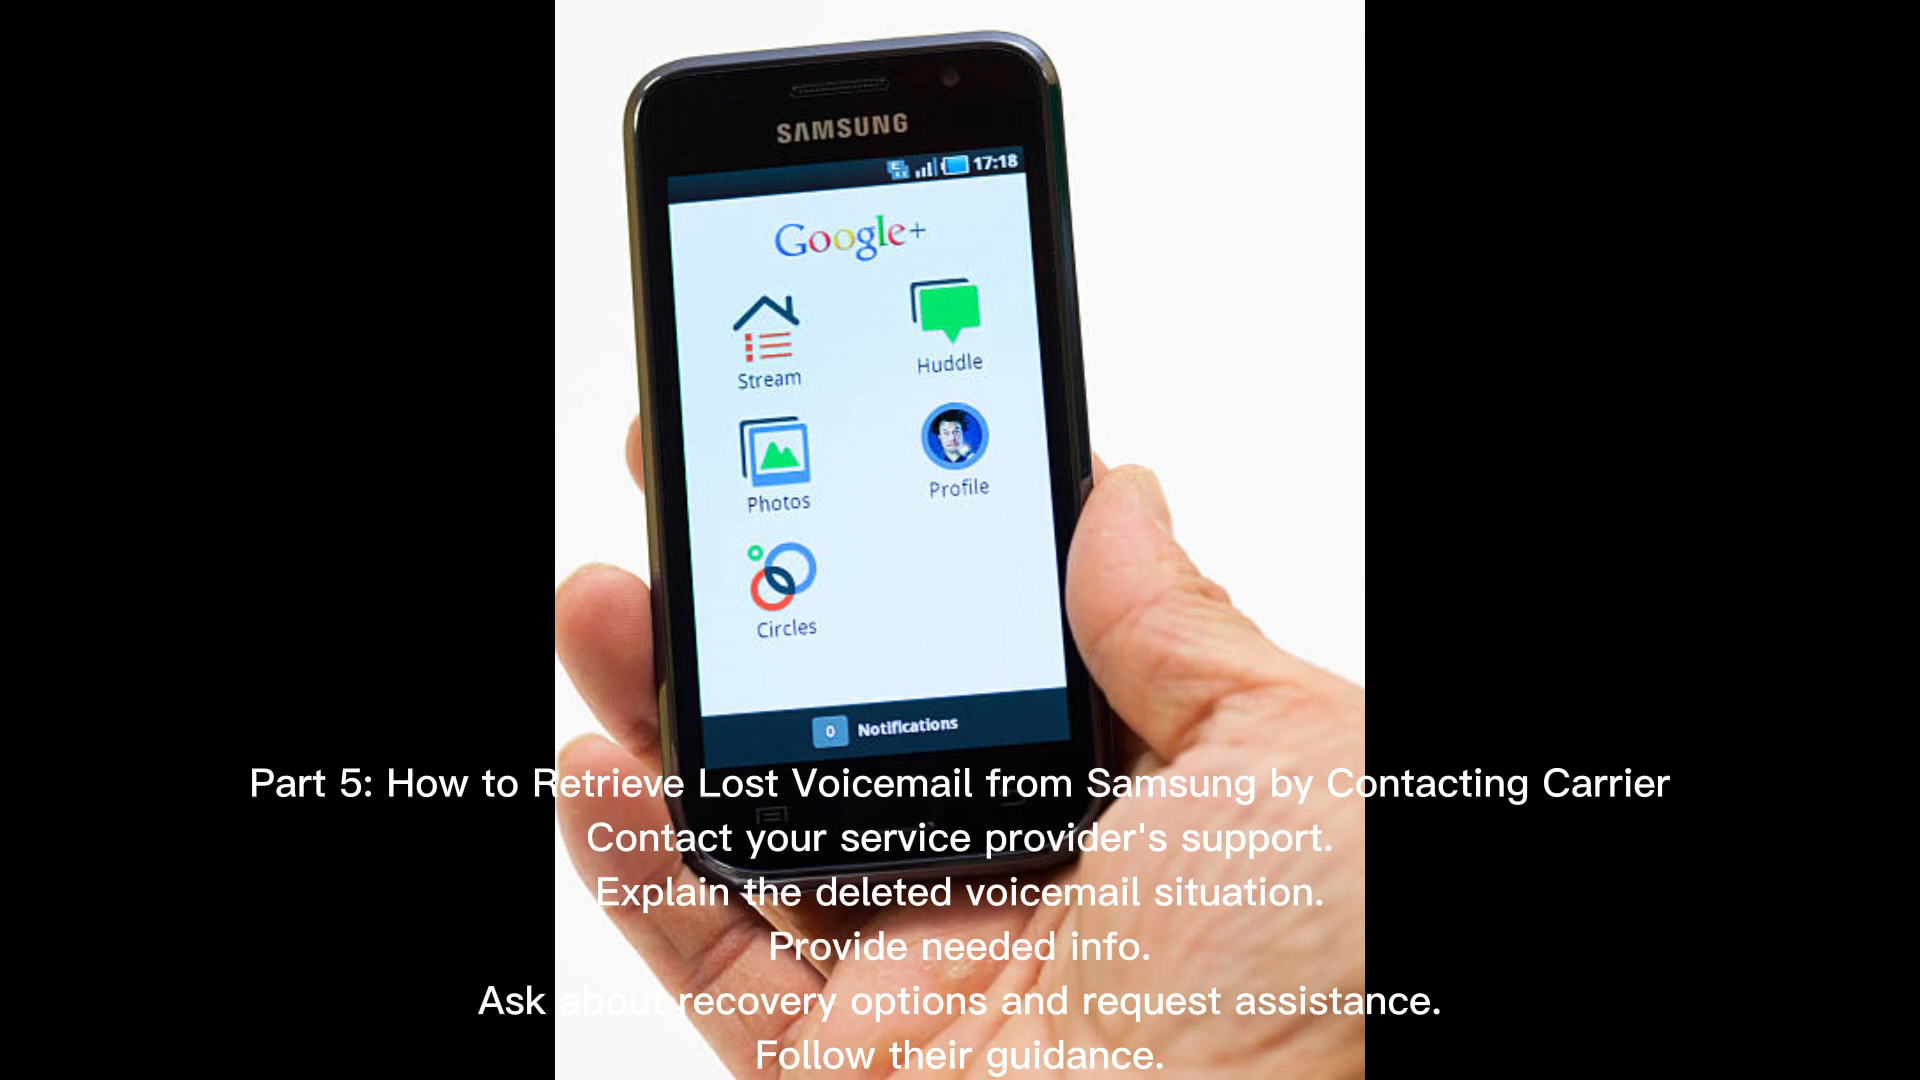 SAMSUNG
17:18
Google+
Stream
Huddle
Photos
Profile
Circles
0 Notifications
Part 5: How to Retrieve Lost Voicemail from Samsung by Contacting Carrier
Contact your service provider's support.
Explain the deleted voicemail situation.
Provide needed info.
Ask about recovery options and request assistance.
Follow their guidance.